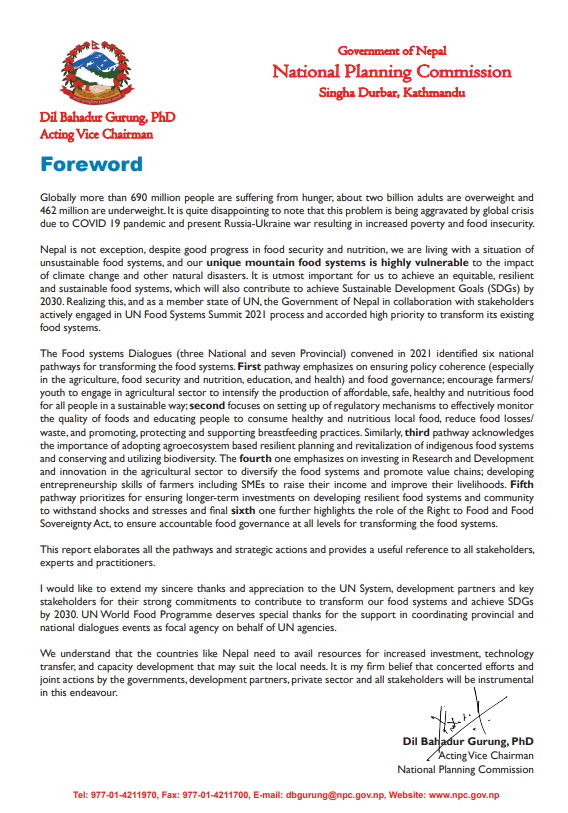 Government of Nepal
National Planning Commission
Singha Durbar, Kathmandu
Dil Bahadur Gurung, PhD
Acting Vice Chairman
Foreword
Globally more than 690 million people are suffering from hunger, about two billion adults are overweight and
462 million are underweight. It is quite disappointing to note that this problem is being aggravated by global crisis
due to COVID 19 pandemic and present Russia-Ukraine war resulting in increased poverty and food insecurity.
Nepal is not exception, despite good progress in food security and nutrition, we are living with a situation of
unsustainable food systems, and our unique mountain food systems is highly vulnerable to the impact
of climate change and other natural disasters. It is utmost important for us to achieve an equitable, resilient
and sustainable food systems, which will also contribute to achieve Sustainable Development Goals (SDGs) by
2030. Realizing this, and as a member state of UN, the Government of Nepal in collaboration with stakeholders
actively engaged in UN Food Systems Summit 2021 process and accorded high priority to transform its existing
food systems.
The Food systems Dialogues (three National and seven Provincial) convened in 2021 identified six national
pathways for transforming the food systems. First pathway emphasizes on ensuring policy coherence (especially
in the agriculture, food security and nutrition, education, and health) and food governance; encourage farmers/
youth to engage in agricultural sector to intensify the production of affordable, safe, healthy and nutritious food
for all people in a sustainable way; second focuses on setting up of regulatory mechanisms to effectively monitor
the quality of foods and educating people to consume healthy and nutritious local food, reduce food losses/
waste, and promoting, protecting and supporting breastfeeding practices. Similarly, third pathway acknowledges
the importance of adopting agroecosystem based resilient planning and revitalization of indigenous food systems
and conserving and utilizing biodiversity. The fourth one emphasizes on investing in Research and Development
and innovation in the agricultural sector to diversify the food systems and promote value chains; developing
entrepreneurship skills of farmers including SMEs to raise their income and improve their livelihoods. Fifth
pathway prioritizes for ensuring longer-term investments on developing resilient food systems and community
to withstand shocks and stresses and final sixth one further highlights the role of the Right to Food and Food
Sovereignty Act, to ensure accountable food governance at all levels for transforming the food systems.
This report elaborates all the pathways and strategic actions and provides a useful reference to all stakeholders,
experts and practitioners.
I would like to extend my sincere thanks and appreciation to the UN System, development partners and key
stakeholders for their strong commitments to contribute to transform our food systems and achieve SDGs
by 2030. UN World Food Programme deserves special thanks for the support in coordinating provincial and
national dialogues events as focal agency on behalf of UN agencies.
We understand that the countries like Nepal need to avail resources for increased investment, technology
transfer, and capacity development that may suit the local needs. It is my firm belief that concerted efforts and
joint actions by the governments, development partners, private sector and all stakeholders will be instrumental
in this endeavour.
Dil Bahadur Gurung, PhD
Acting Vice Chairman
National Planning Commission
Tel: 977-01-4211970, Fax: 977-01-4211700, E-mail: dbgurung@npc.gov.np, Website: www.npc.gov.np